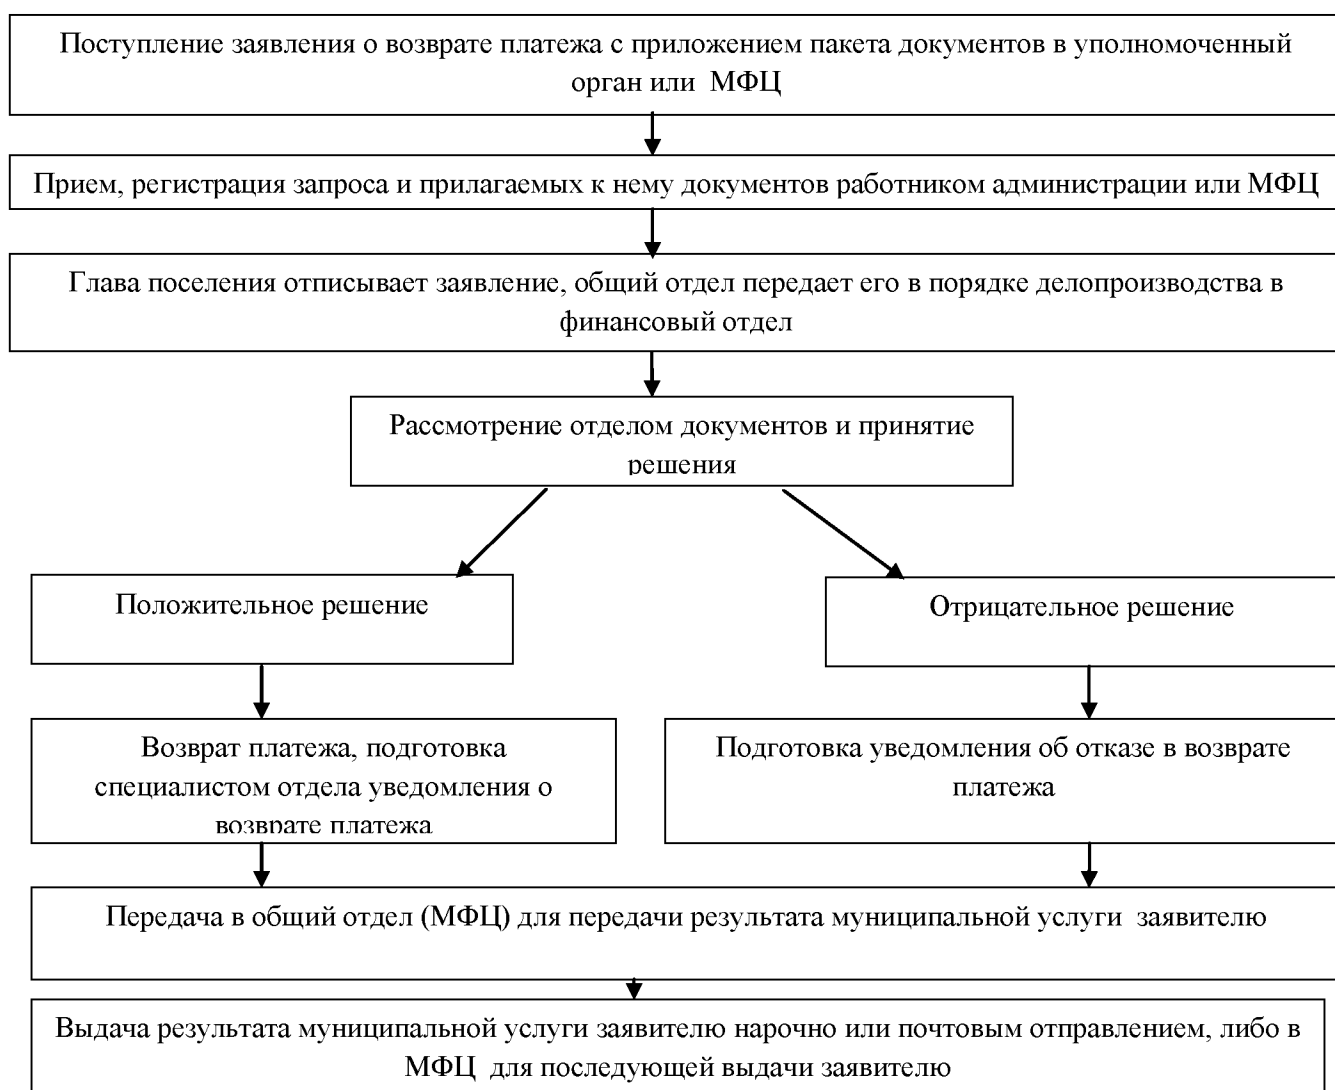 Поступление заявления о возврате платежа с приложением пакета документов в уполномоченный
орган или МФЦ
Прием, регистрация запроса и прилагаемых к нему документов работником администрации или МФЦ
Глава поселения отписывает заявление, общий отдел передает его в порядке делопроизводства в
финансовый отдел
Рассмотрение отделом документов и принятие
решения
Положительное решение
Отрицательное решение
Возврат платежа, подготовка
специалистом отдела уведомления о
возврате платежа
Подготовка уведомления об отказе в возврате
платежа
Передача в общий отдел (МФЦ) для передачи результата муниципальной услуги заявителю
Выдача результата муниципальной услуги заявителю нарочно или почтовым отправлением, либо в
МФЦ для последующей выдачи заявителю